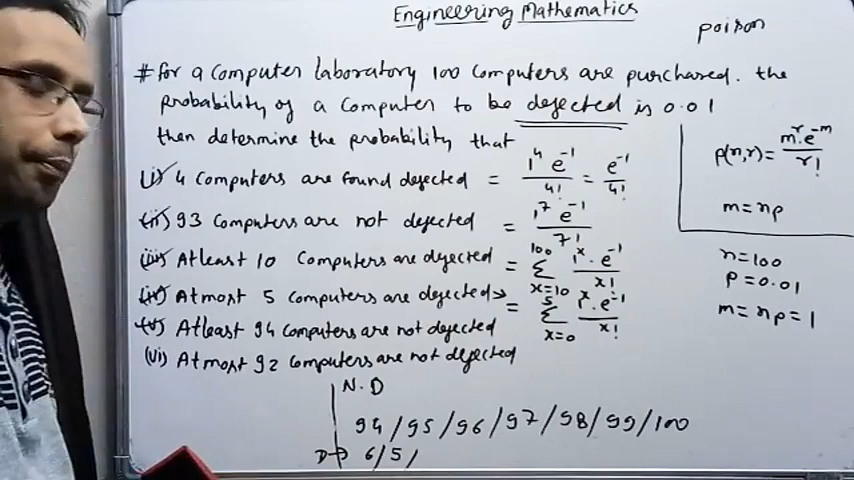 Engineering Mathematics
poison
# for a Computer laboratory 100 Computers are purchased. the
probability of a Computer to be defected is 0.01
then determine the probability that
(i) 4 Computers are found defected = 1^4 e^-1 / 4! = e^-1 / 4!
(ii) 93 Computers are not defected = 1^7 e^-1 / 7!
(iii) Atleast 10 Computers are defected = 100 Σ x=10 1^x . e^-1 / x!
(iv) Atmost 5 Computers are defected → = 5 Σ x=0 1^x . e^-1 / x!
(v) Atleast 94 Computers are not defected
(vi) Atmost 92 Computers are not defected
P(n,r) = m^r . e^-m / r!
m = np
n = 100
P = 0.01
m = np = 1
N.D
94 / 95 / 96 / 97 / 98 / 99 / 100
D → 6 / 5 /